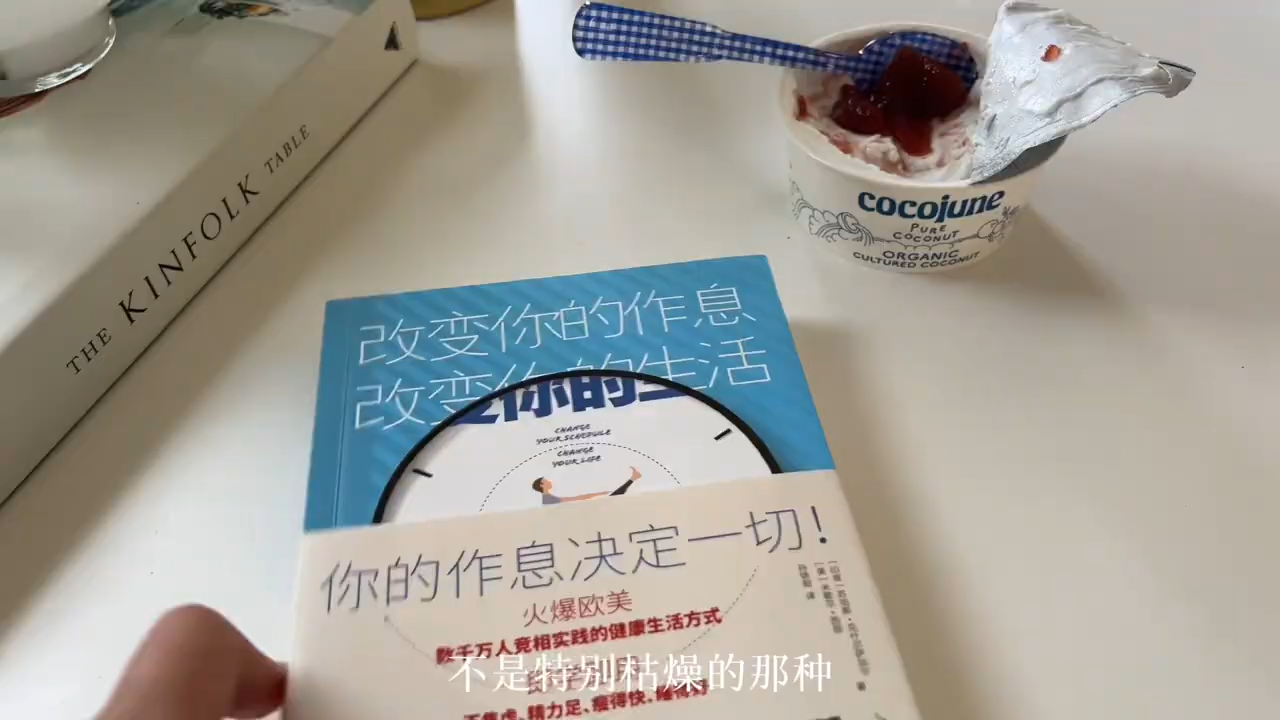 THE KINFOLK TABLE
cocojune
PURE
COCONUT
ORGANIC
CULTURED COCONUT
改变你的作息
改变你的生活
CHANGE
YOUR SCHEDULE
CHANGE
YOUR LIFE
你的作息决定一切!
火爆欧美
数千万人竞相实践的健康生活方式
不是特别枯燥的那种